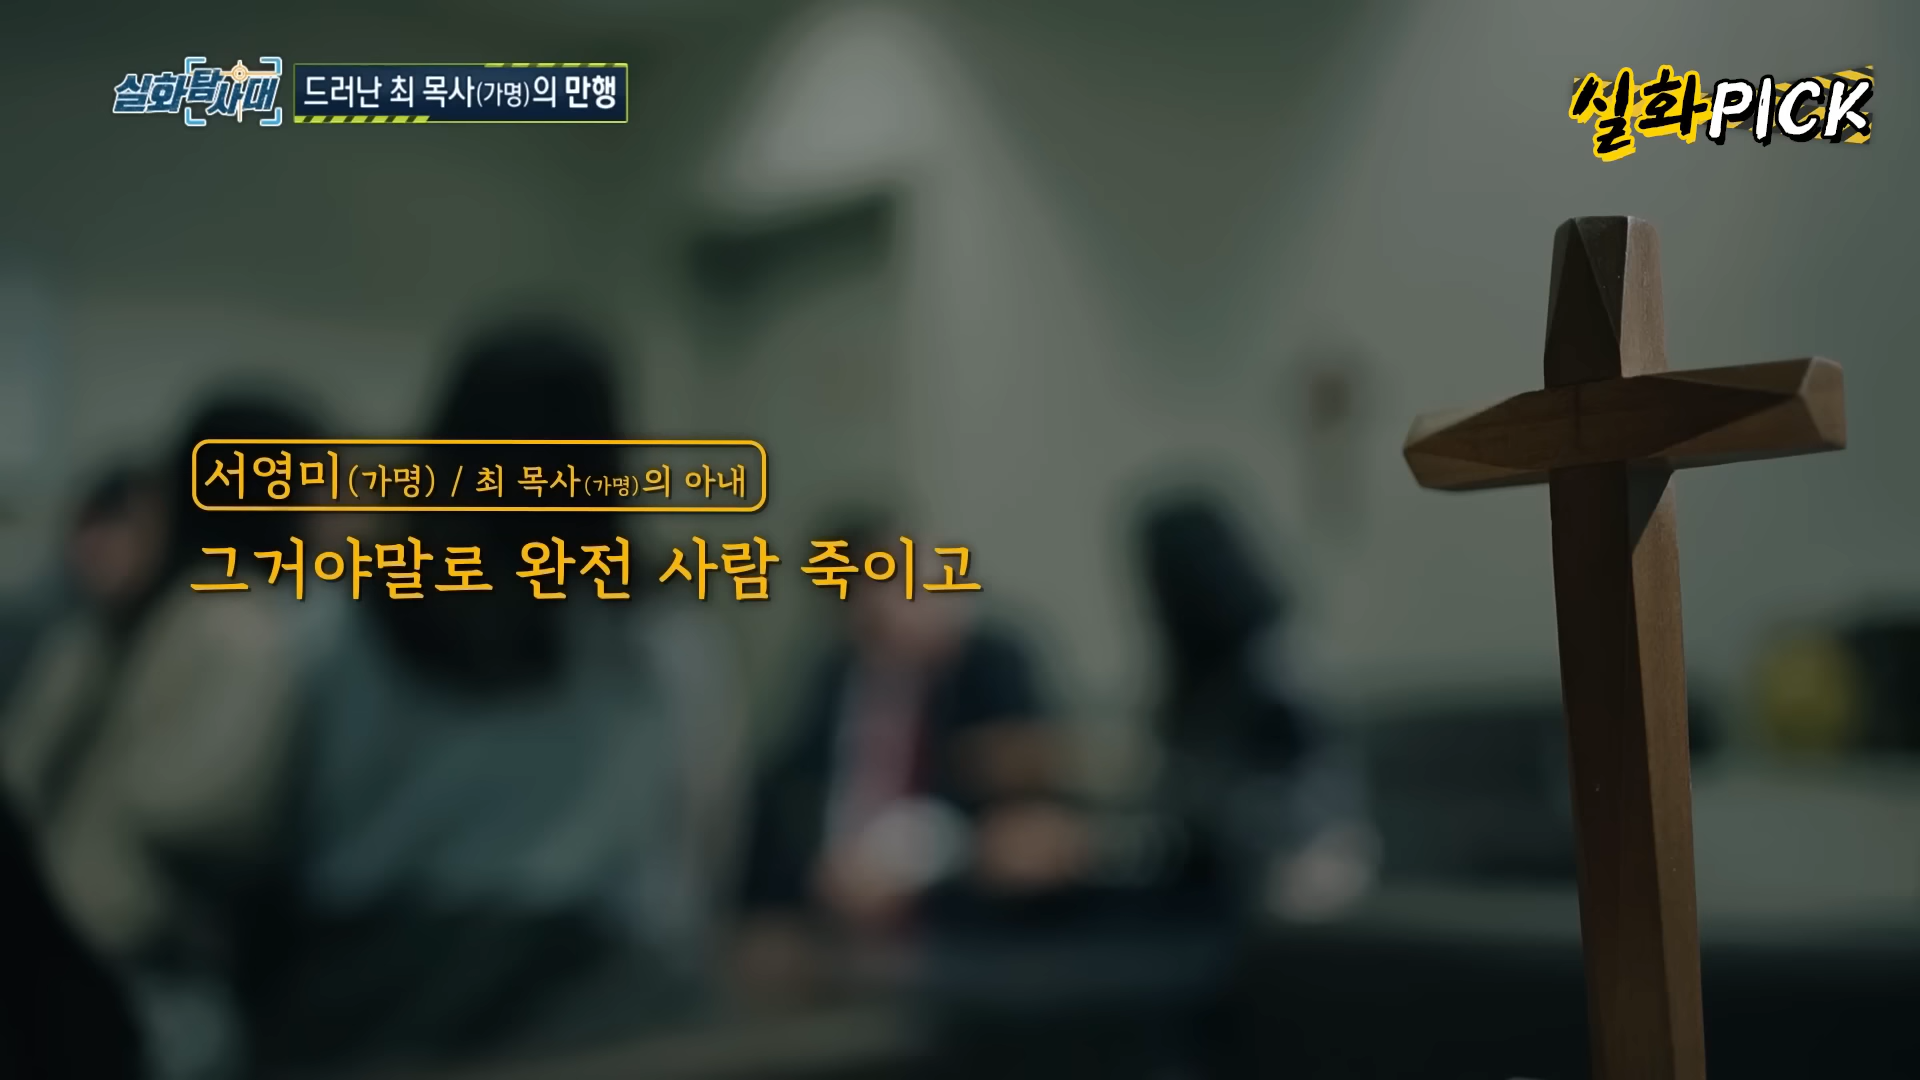 실화탐사대
드러난 최 목사(가명)의 만행
실화PICK
서영미(가명) / 최 목사(가명)의 아내
그거야말로 완전 사람 죽이고